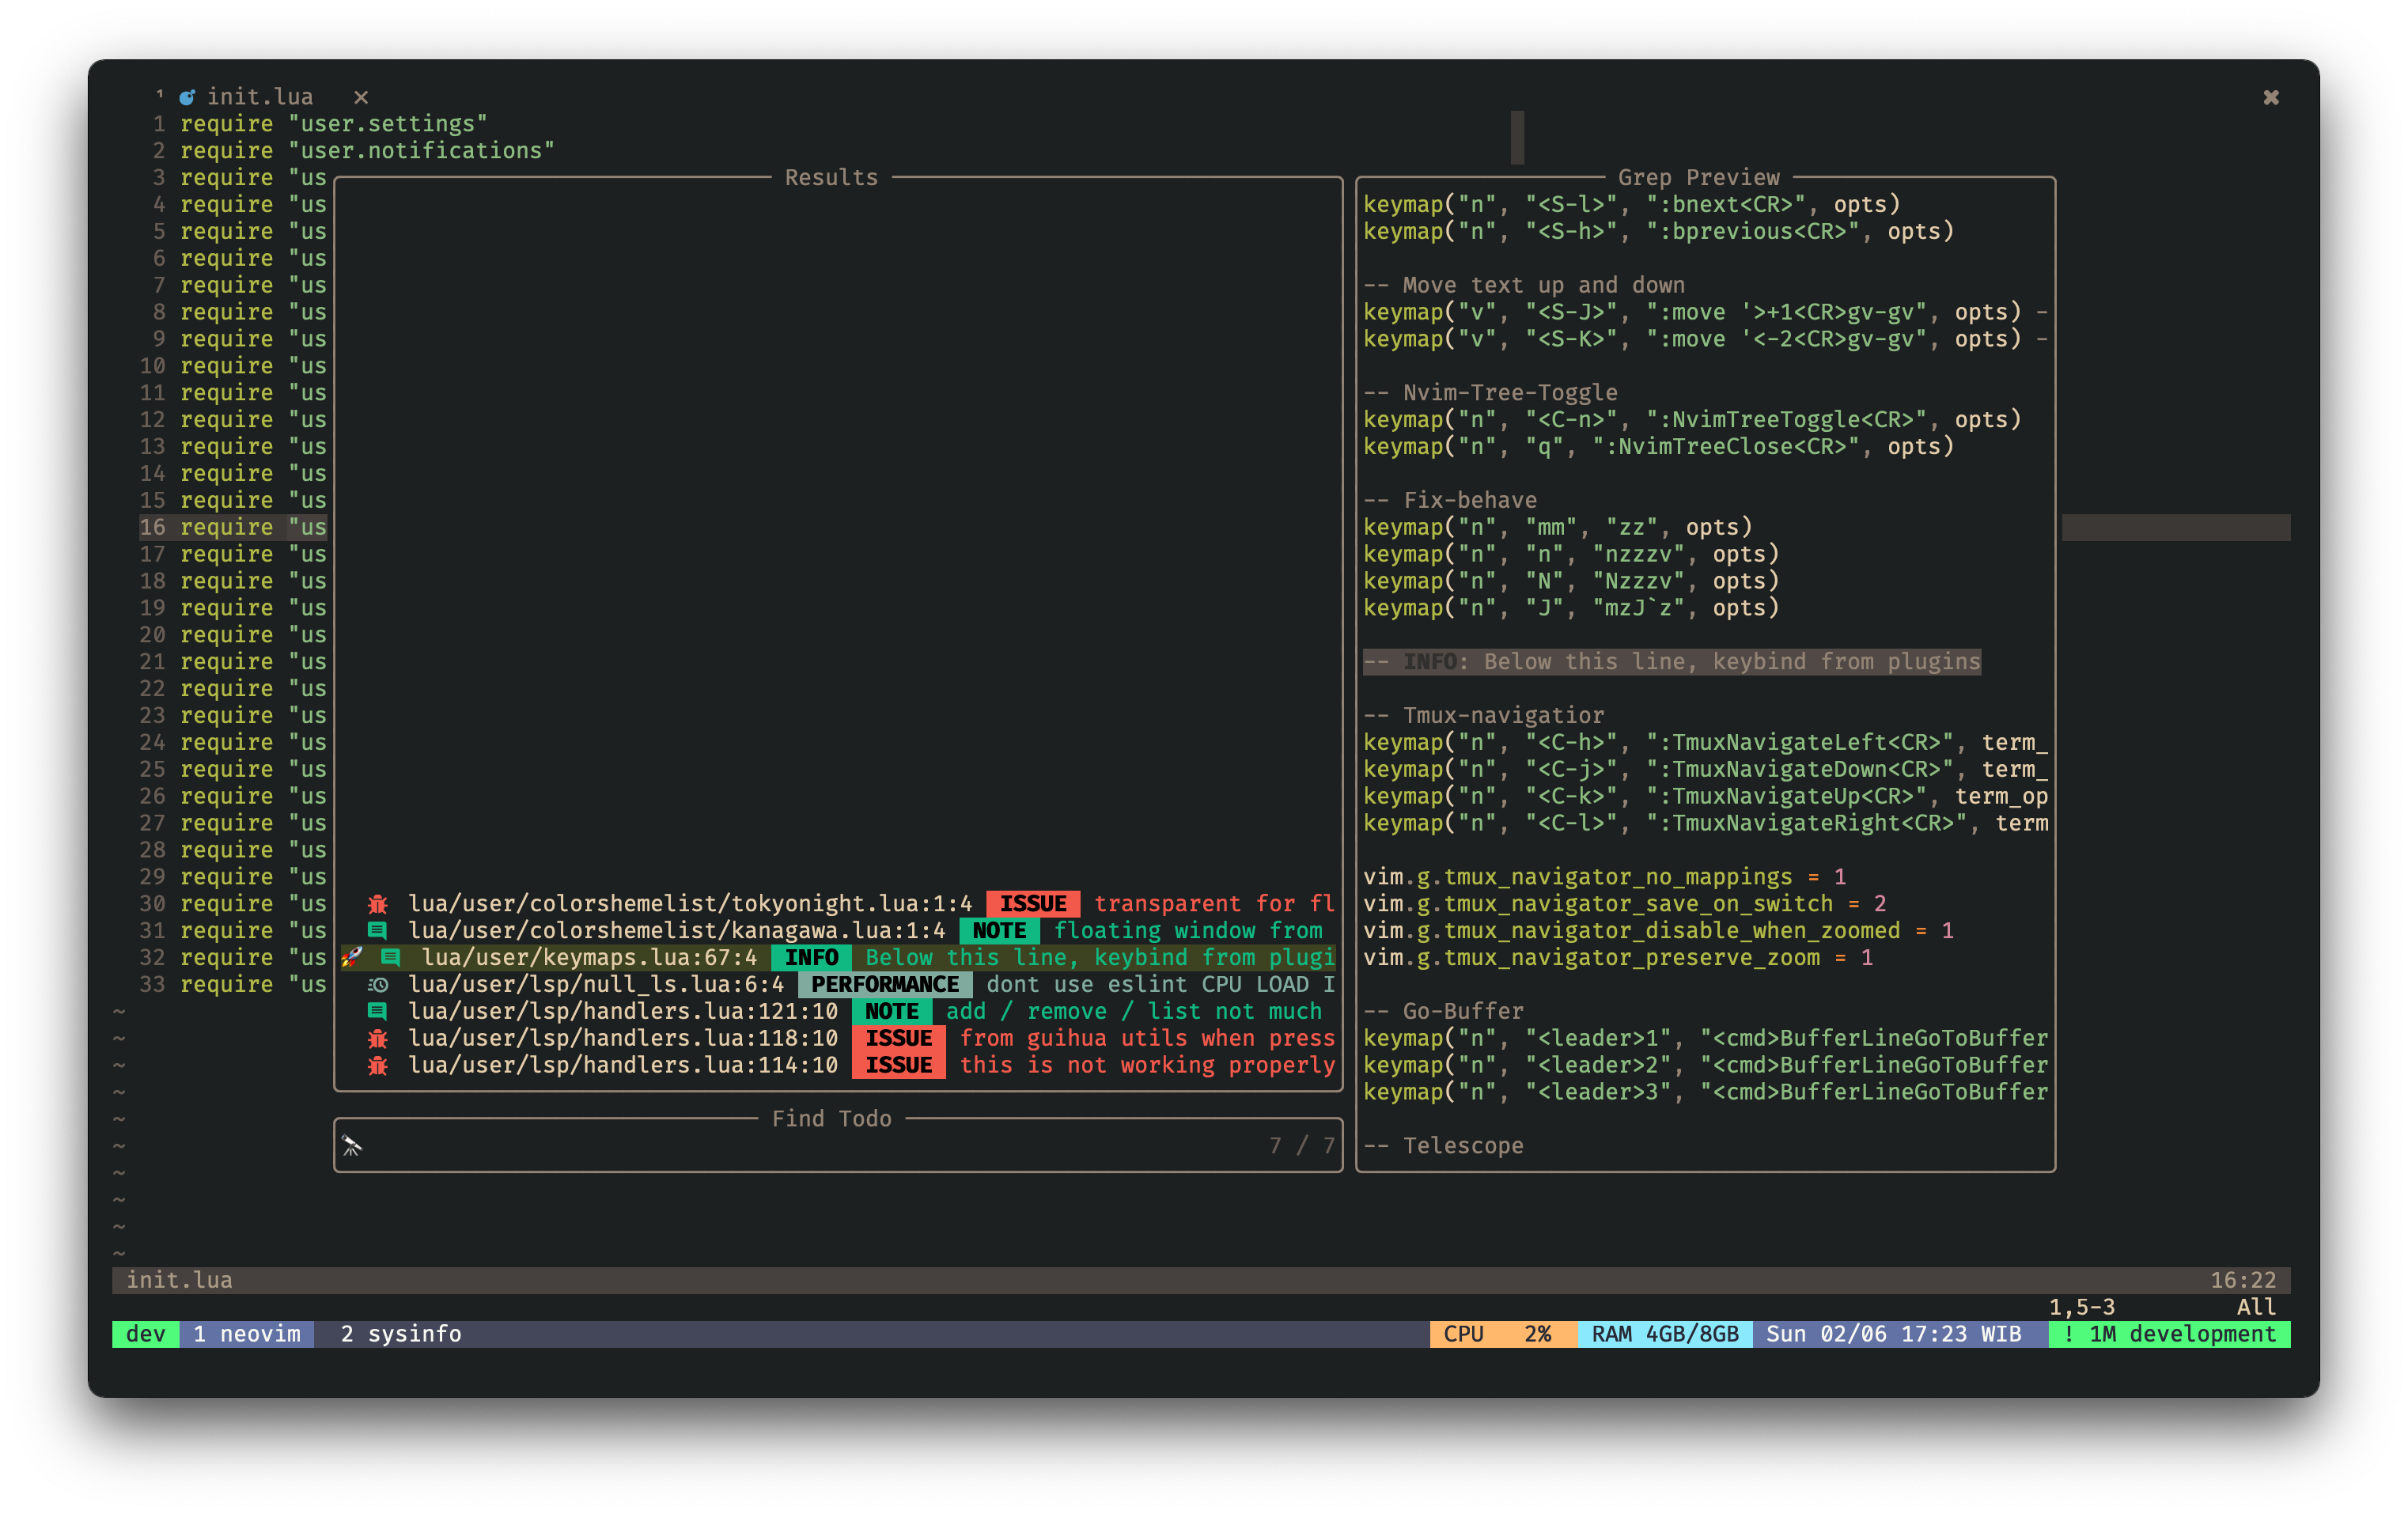 1 init.lua ×
1 require "user.settings"
2 require "user.notifications"
3 require "us
4 require "us
5 require "us
6 require "us
7 require "us
8 require "us
9 require "us
10 require "us
11 require "us
12 require "us
13 require "us
14 require "us
15 require "us
16 require "us
17 require "us
18 require "us
19 require "us
20 require "us
21 require "us
22 require "us
23 require "us
24 require "us
25 require "us
26 require "us
27 require "us
28 require "us
29 require "us
30 require "us
31 require "us
32 require "us
33 require "us
~
~
~
~
~
~
~
~
~
~
Results
lua/user/colorshemelist/tokyonight.lua:1:4 ISSUE transparent for fl
lua/user/colorshemelist/kanagawa.lua:1:4 NOTE floating window from
lua/user/keymaps.lua:67:4 INFO Below this line, keybind from plugi
lua/user/lsp/null_ls.lua:6:4 PERFORMANCE dont use eslint CPU LOAD I
lua/user/lsp/handlers.lua:121:10 NOTE add / remove / list not much
lua/user/lsp/handlers.lua:118:10 ISSUE from guihua utils when press
lua/user/lsp/handlers.lua:114:10 ISSUE this is not working properly
Find Todo
7 / 7
Grep Preview
keymap("n", "<S-l>", ":bnext<CR>", opts)
keymap("n", "<S-h>", ":bprevious<CR>", opts)
-- Move text up and down
keymap("v", "<S-J>", ":move '>+1<CR>gv-gv", opts) -
keymap("v", "<S-K>", ":move '<-2<CR>gv-gv", opts) -
-- Nvim-Tree-Toggle
keymap("n", "<C-n>", ":NvimTreeToggle<CR>", opts)
keymap("n", "q", ":NvimTreeClose<CR>", opts)
-- Fix-behave
keymap("n", "mm", "zz", opts)
keymap("n", "n", "nzzzv", opts)
keymap("n", "N", "Nzzzv", opts)
keymap("n", "J", "mzJ`z", opts)
-- INFO: Below this line, keybind from plugins
-- Tmux-navigatior
keymap("n", "<C-h>", ":TmuxNavigateLeft<CR>", term_
keymap("n", "<C-j>", ":TmuxNavigateDown<CR>", term_
keymap("n", "<C-k>", ":TmuxNavigateUp<CR>", term_op
keymap("n", "<C-l>", ":TmuxNavigateRight<CR>", term
vim.g.tmux_navigator_no_mappings = 1
vim.g.tmux_navigator_save_on_switch = 2
vim.g.tmux_navigator_disable_when_zoomed = 1
vim.g.tmux_navigator_preserve_zoom = 1
-- Go-Buffer
keymap("n", "<leader>1", "<cmd>BufferLineGoToBuffer
keymap("n", "<leader>2", "<cmd>BufferLineGoToBuffer
keymap("n", "<leader>3", "<cmd>BufferLineGoToBuffer
-- Telescope
init.lua 16:22
1,5-3 All
dev 1 neovim 2 sysinfo CPU 2% RAM 4GB/8GB Sun 02/06 17:23 WIB ! 1M development